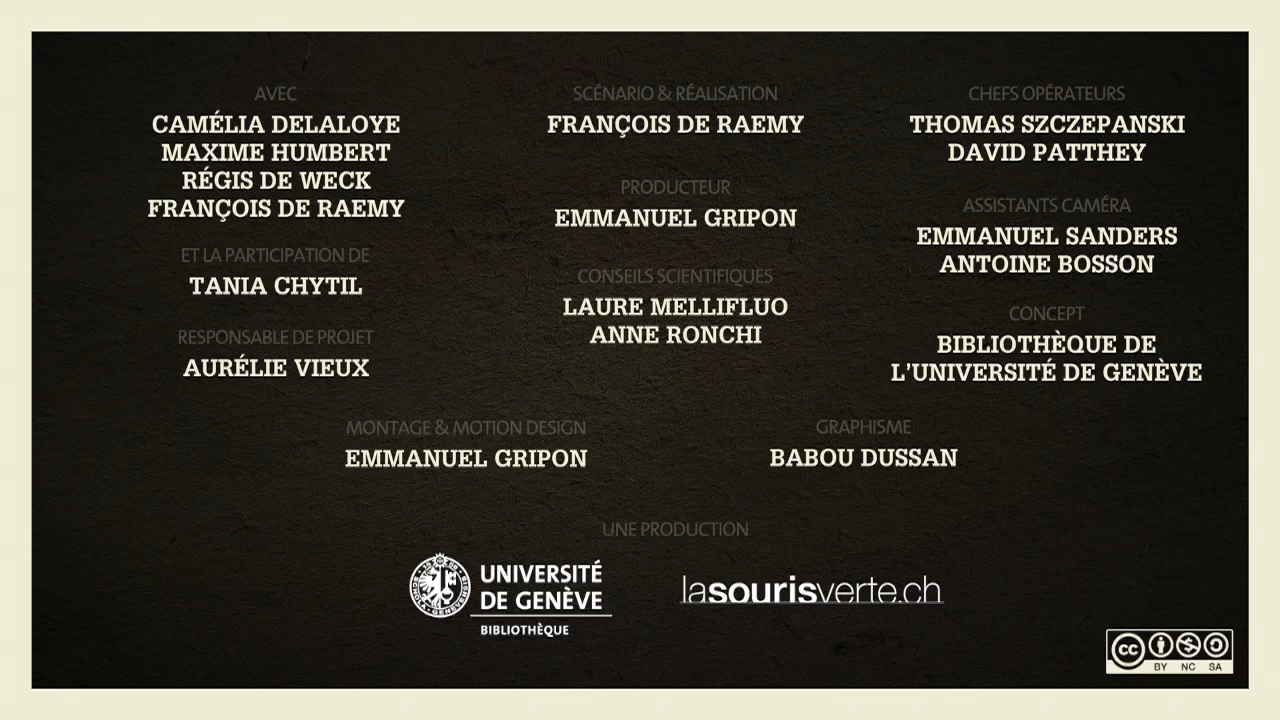 AVEC
CAMÉLIA DELALOYE
MAXIME HUMBERT
RÉGIS DE WECK
FRANÇOIS DE RAEMY
ET LA PARTICIPATION DE
TANIA CHYTIL
RESPONSABLE DE PROJET
AURÉLIE VIEUX
SCÉNARIO & RÉALISATION
FRANÇOIS DE RAEMY
PRODUCTEUR
EMMANUEL GRIPON
CONSEILS SCIENTIFIQUES
LAURE MELLIFLUO
ANNE RONCHI
CHEFS OPÉRATEURS
THOMAS SZCZEPANSKI
DAVID PATTHEY
ASSISTANTS CAMÉRA
EMMANUEL SANDERS
ANTOINE BOSSON
CONCEPT
BIBLIOTHÈQUE DE
L'UNIVERSITÉ DE GENÈVE
MONTAGE & MOTION DESIGN
EMMANUEL GRIPON
GRAPHISME
BABOU DUSSAN
UNE PRODUCTION
UNIVERSITÉ
DE GENÈVE
BIBLIOTHÈQUE
lasourisverte.ch
cc
BY NC SA